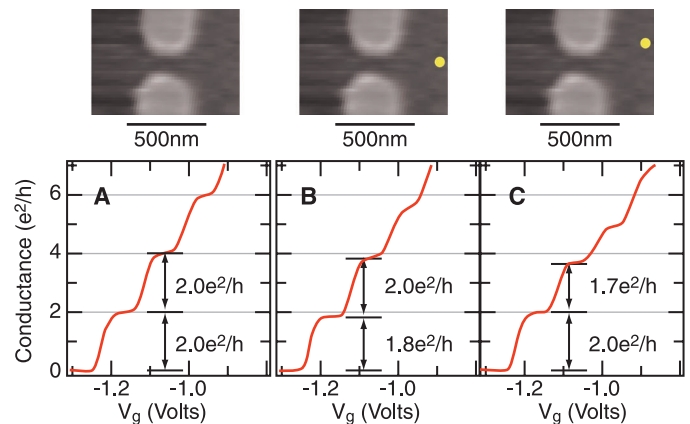 500nm
500nm
500nm
A
B
C
Conductance (e²/h)
6
4
2
0
2.0e²/h
2.0e²/h
2.0e²/h
1.8e²/h
1.7e²/h
2.0e²/h
-1.2
-1.0
-1.2
-1.0
-1.2
-1.0
Vg (Volts)
Vg (Volts)
Vg (Volts)